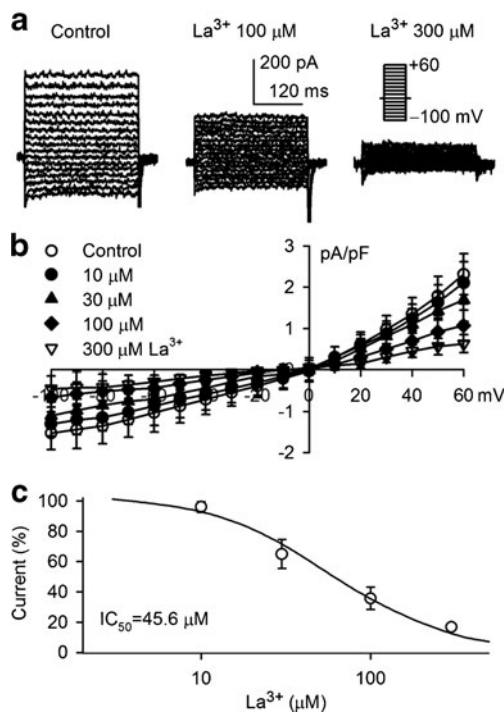 a
Control
La³⁺ 100 µM
La³⁺ 300 µM
200 pA
120 ms
+60
−100 mV
b
Control
10 µM
30 µM
100 µM
300 µM La³⁺
pA/pF
3
2
1
0
-1
-2
0 20 40 60 mV
c
Current (%)
100
80
60
40
20
0
IC₅₀=45.6 µM
10 100
La³⁺ (µM)